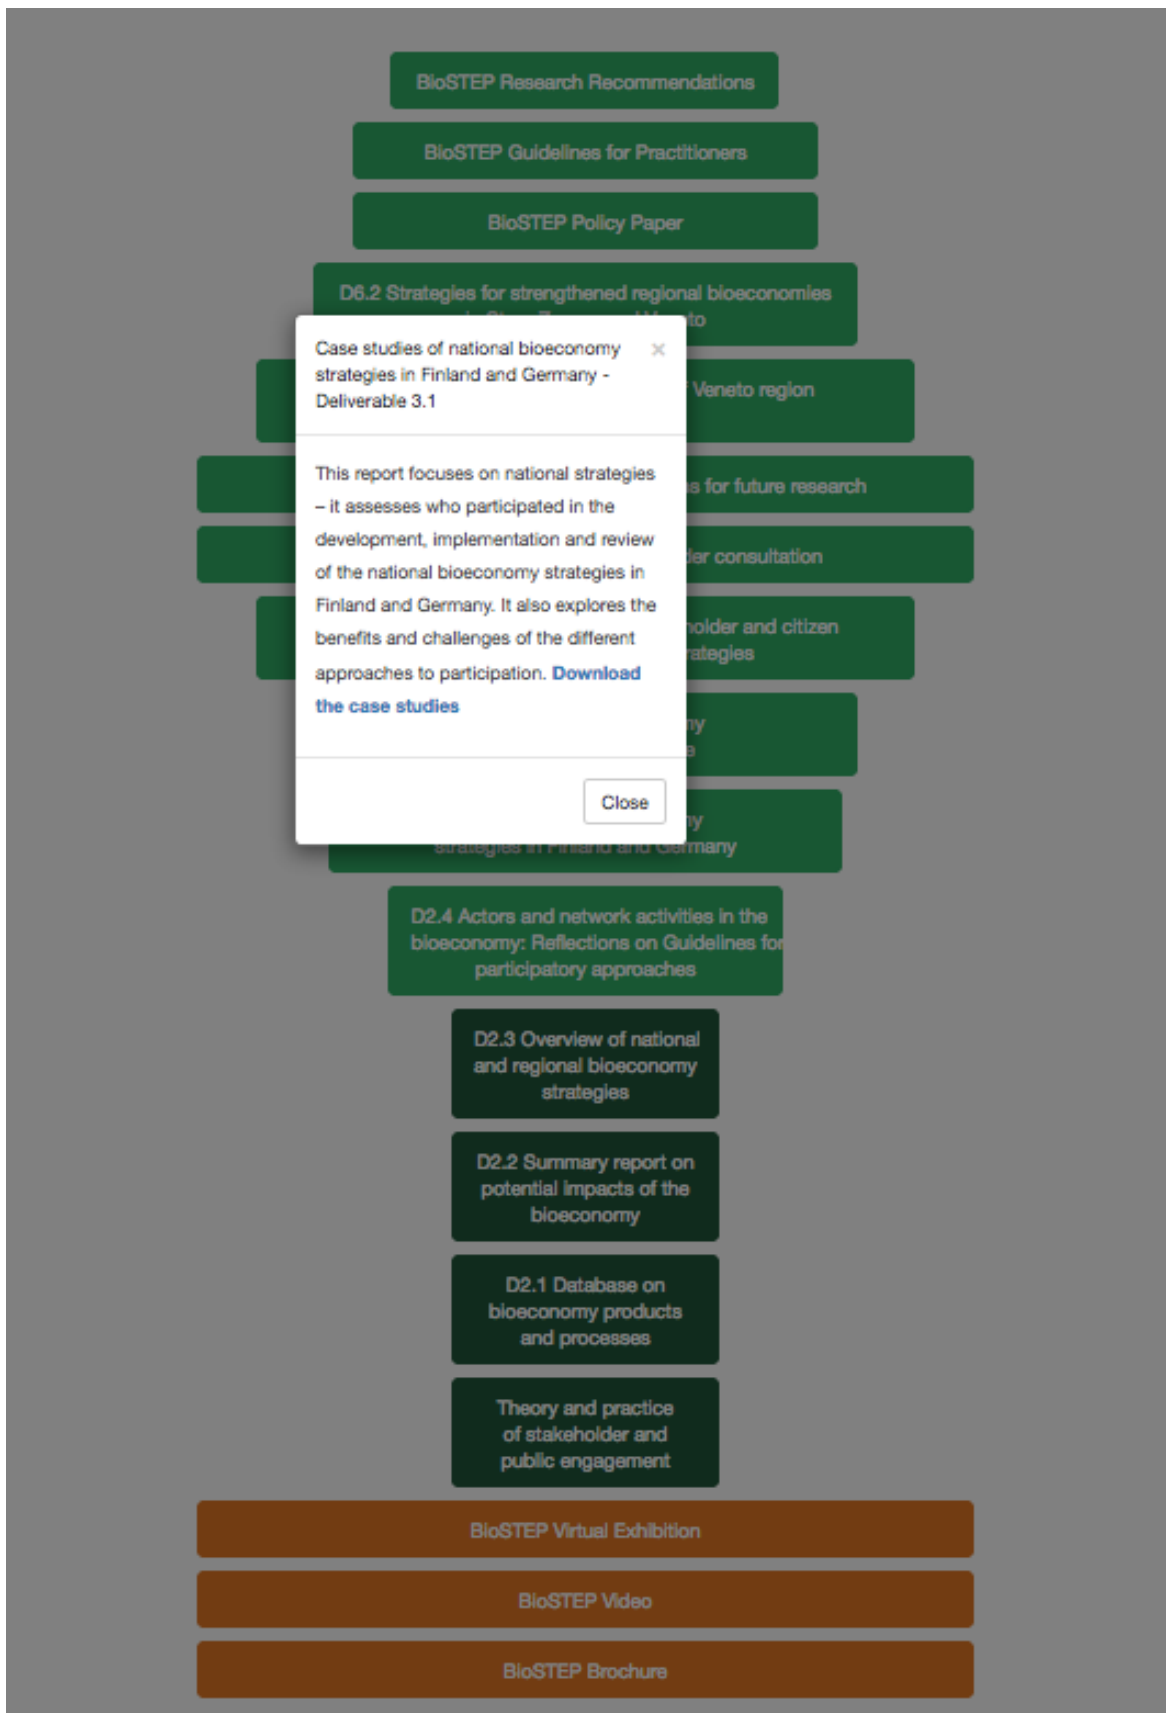 BioSTEP Research Recommendations
BioSTEP Guidelines for Practitioners
BioSTEP Policy Paper
D6.2 Strategies for strengthened regional bioeconomies
Case studies of national bioeconomy ×
strategies in Finland and Germany -
Deliverable 3.1
This report focuses on national strategies
– it assesses who participated in the
development, implementation and review
of the national bioeconomy strategies in
Finland and Germany. It also explores the
benefits and challenges of the different
approaches to participation. Download
the case studies
Close
Veneto region
for future research
consultation
and citizen
strategies in Finland and Germany
D2.4 Actors and network activities in the
bioeconomy: Reflections on Guidelines for
participatory approaches
D2.3 Overview of national
and regional bioeconomy
strategies
D2.2 Summary report on
potential impacts of the
bioeconomy
D2.1 Database on
bioeconomy products
and processes
Theory and practice
of stakeholder and
public engagement
BioSTEP Virtual Exhibition
BioSTEP Video
BioSTEP Brochure